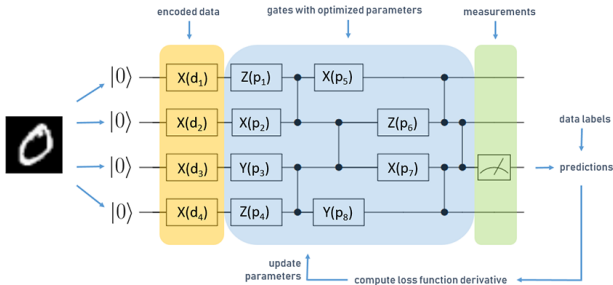 encoded data
gates with optimized parameters
measurements
|0⟩ X(d₁) Z(p₁) X(p₅)
|0⟩ X(d₂) X(p₂) Z(p₆)
|0⟩ X(d₃) Y(p₃) X(p₇)
|0⟩ X(d₄) Z(p₄) Y(p₈)
data labels
predictions
update
parameters
compute loss function derivative